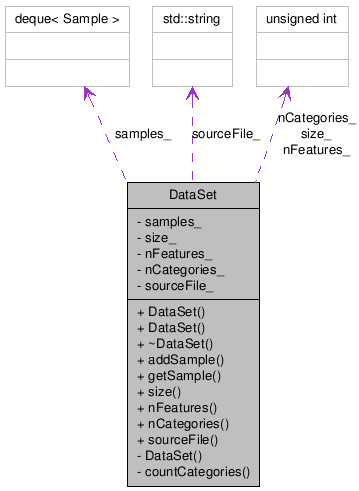 deque< Sample >
std::string
unsigned int
samples_
sourceFile_
nCategories_
size_
nFeatures_
DataSet
- samples_
- size_
- nFeatures_
- nCategories_
- sourceFile_
+ DataSet()
+ DataSet()
+ ~DataSet()
+ addSample()
+ getSample()
+ size()
+ nFeatures()
+ nCategories()
+ sourceFile()
- DataSet()
- countCategories()